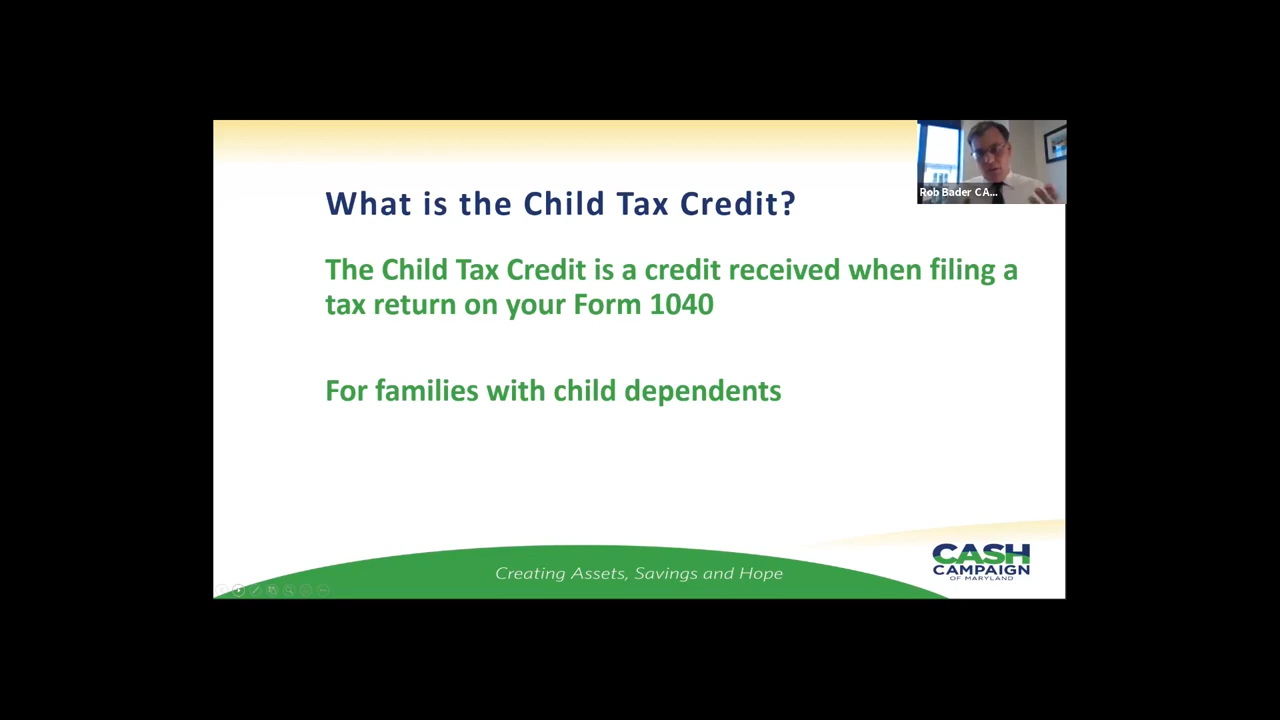 What is the Child Tax Credit?
Rob Bader CA...
The Child Tax Credit is a credit received when filing a
tax return on your Form 1040
For families with child dependents
Creating Assets, Savings and Hope
CASH
CAMPAIGN
OF MARYLAND